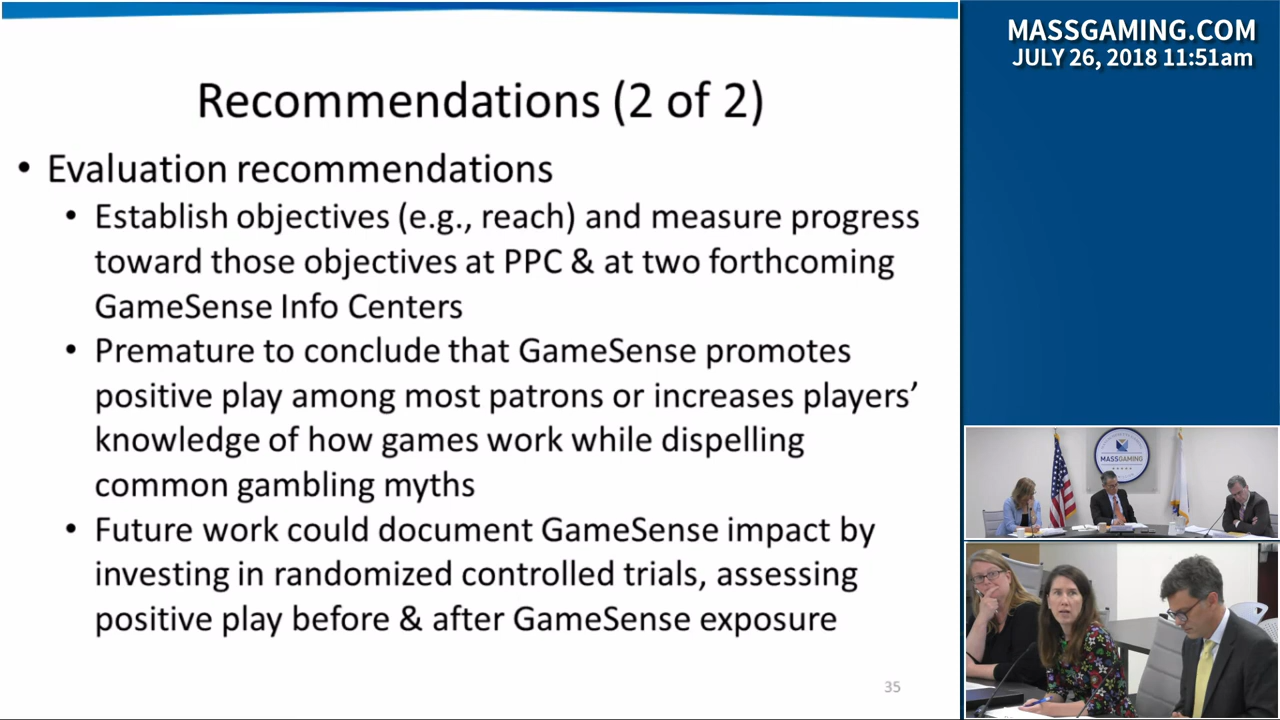 MASSGAMING.COM
JULY 26, 2018 11:51am
Recommendations (2 of 2)
• Evaluation recommendations
• Establish objectives (e.g., reach) and measure progress
toward those objectives at PPC & at two forthcoming
GameSense Info Centers
• Premature to conclude that GameSense promotes
positive play among most patrons or increases players’
knowledge of how games work while dispelling
common gambling myths
• Future work could document GameSense impact by
investing in randomized controlled trials, assessing
positive play before & after GameSense exposure
35
MASSGAMING